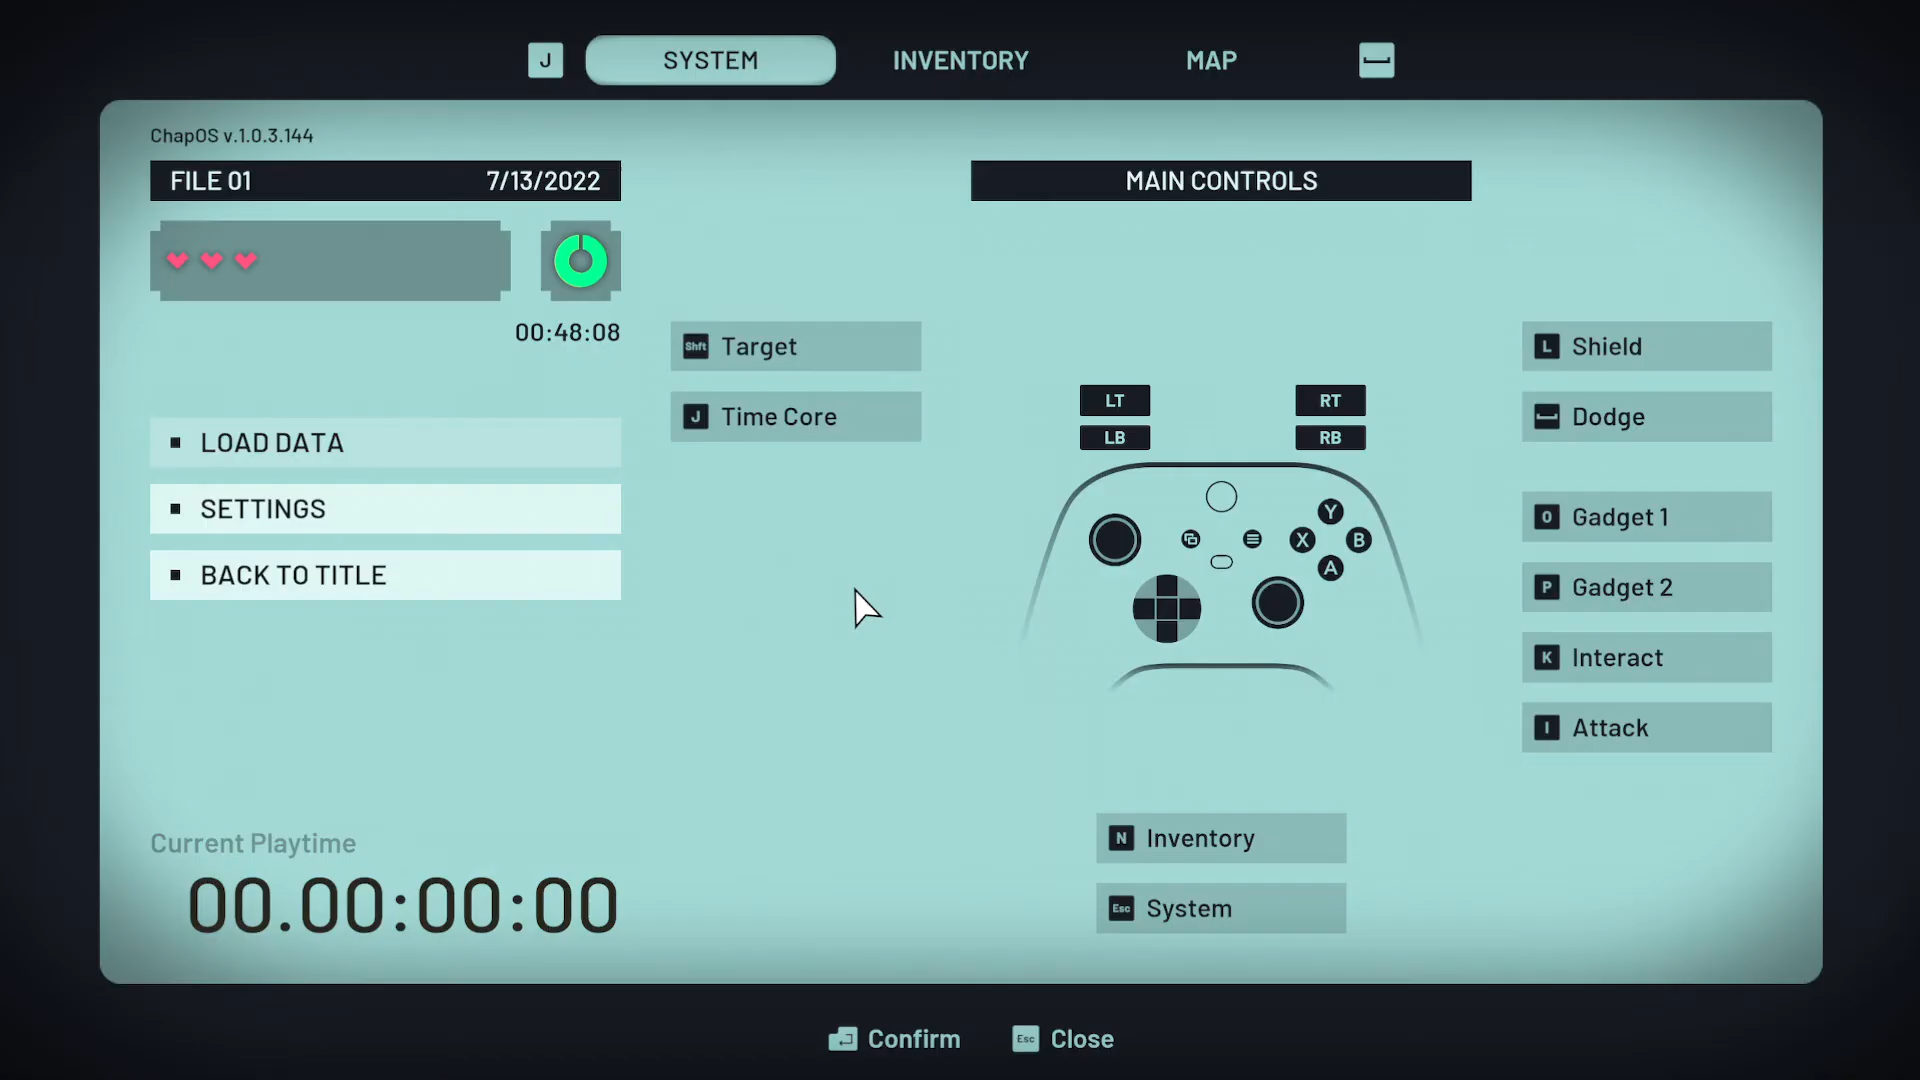 J SYSTEM INVENTORY MAP
ChapOS v.1.0.3.144
FILE 01 7/13/2022
00:48:08
LOAD DATA
SETTINGS
BACK TO TITLE
Current Playtime
00.00:00:00
MAIN CONTROLS
Shft Target
J Time Core
LT RT
LB RB
Y
X B
A
L Shield
Dodge
O Gadget 1
P Gadget 2
K Interact
I Attack
N Inventory
Esc System
Confirm Esc Close